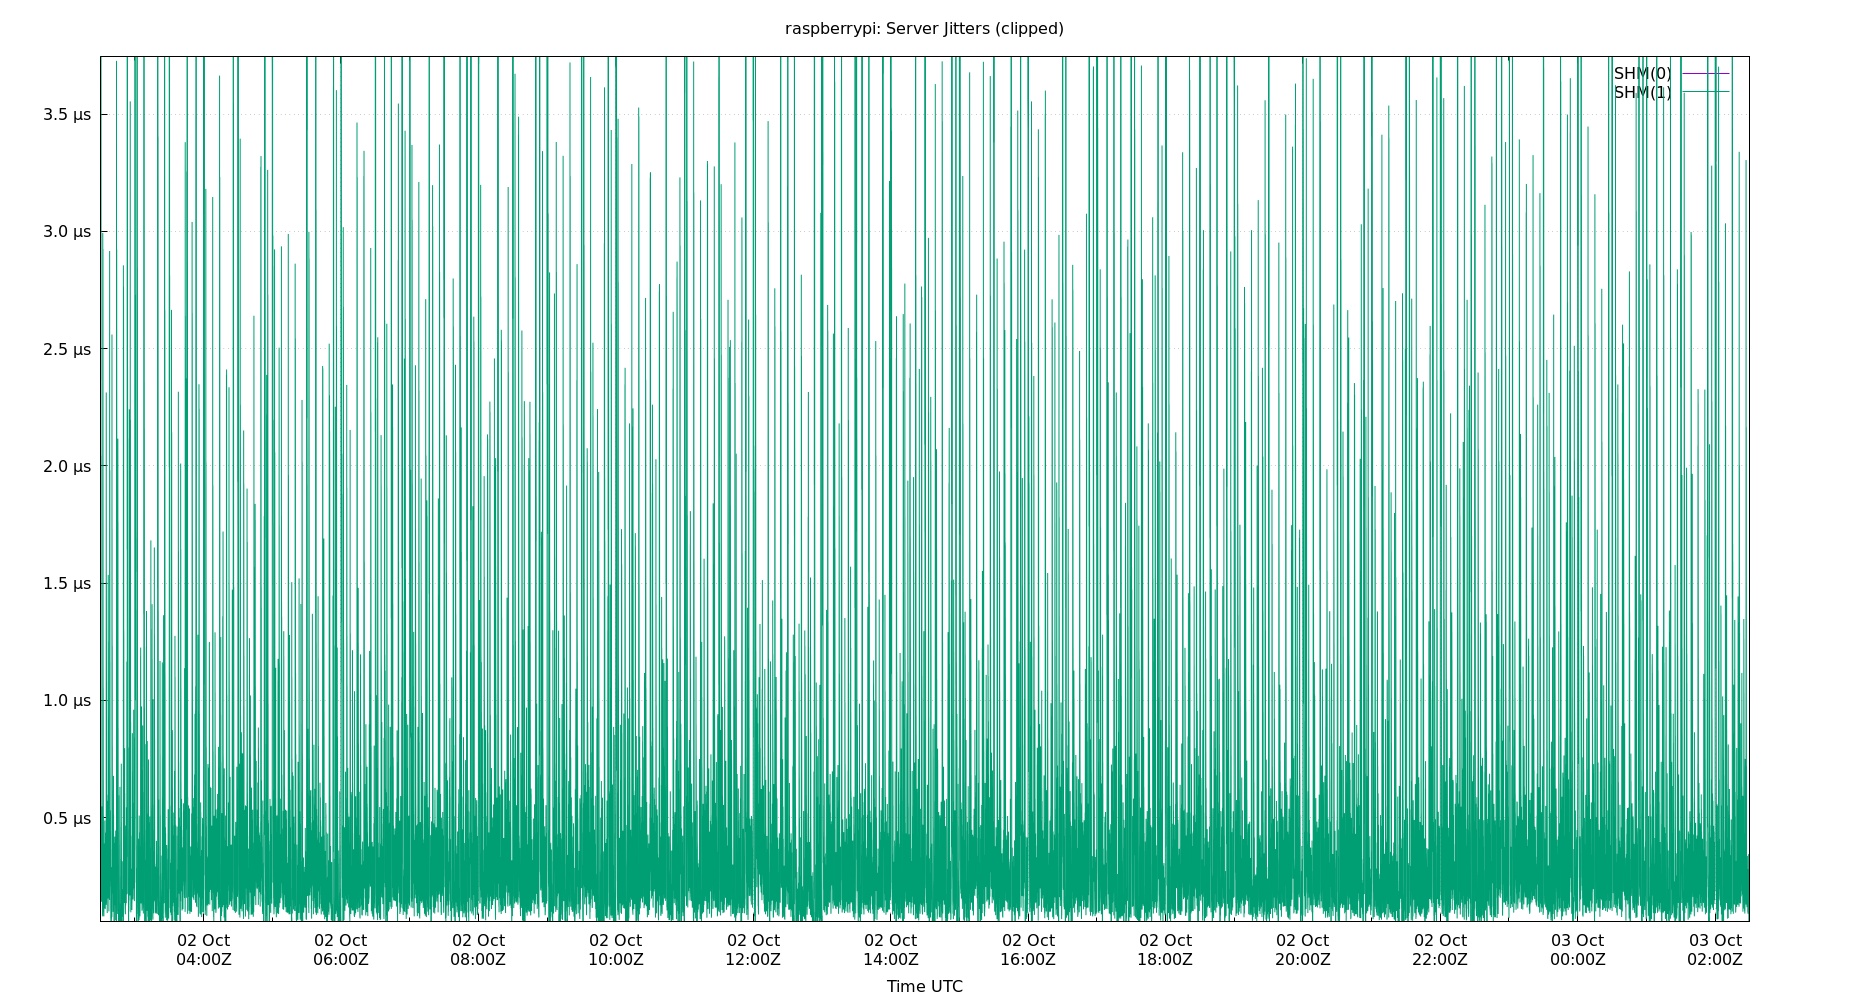 raspberrypi: Server Jitters (clipped)
SHM(0)
SHM(1)
3.5 µs
3.0 µs
2.5 µs
2.0 µs
1.5 µs
1.0 µs
0.5 µs
02 Oct 02 Oct 02 Oct 02 Oct 02 Oct 02 Oct 02 Oct 02 Oct 02 Oct 02 Oct 03 Oct 03 Oct
04:00Z 06:00Z 08:00Z 10:00Z 12:00Z 14:00Z 16:00Z 18:00Z 20:00Z 22:00Z 00:00Z 02:00Z
Time UTC